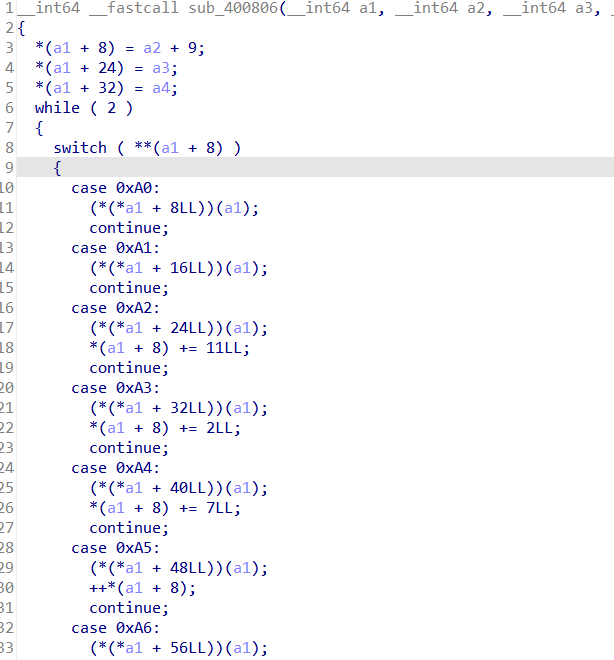 1 __int64 __fastcall sub_400806(__int64 a1, __int64 a2, __int64 a3,
2 {
3 *(a1 + 8) = a2 + 9;
4 *(a1 + 24) = a3;
5 *(a1 + 32) = a4;
6 while ( 2 )
7 {
8 switch ( **(a1 + 8) )
9 {
10 case 0xA0:
11 (*(*a1 + 8LL))(a1);
12 continue;
13 case 0xA1:
14 (*(*a1 + 16LL))(a1);
15 continue;
16 case 0xA2:
17 (*(*a1 + 24LL))(a1);
18 *(a1 + 8) += 11LL;
19 continue;
20 case 0xA3:
21 (*(*a1 + 32LL))(a1);
22 *(a1 + 8) += 2LL;
23 continue;
24 case 0xA4:
25 (*(*a1 + 40LL))(a1);
26 *(a1 + 8) += 7LL;
27 continue;
28 case 0xA5:
29 (*(*a1 + 48LL))(a1);
30 ++*(a1 + 8);
31 continue;
32 case 0xA6:
33 (*(*a1 + 56LL))(a1);